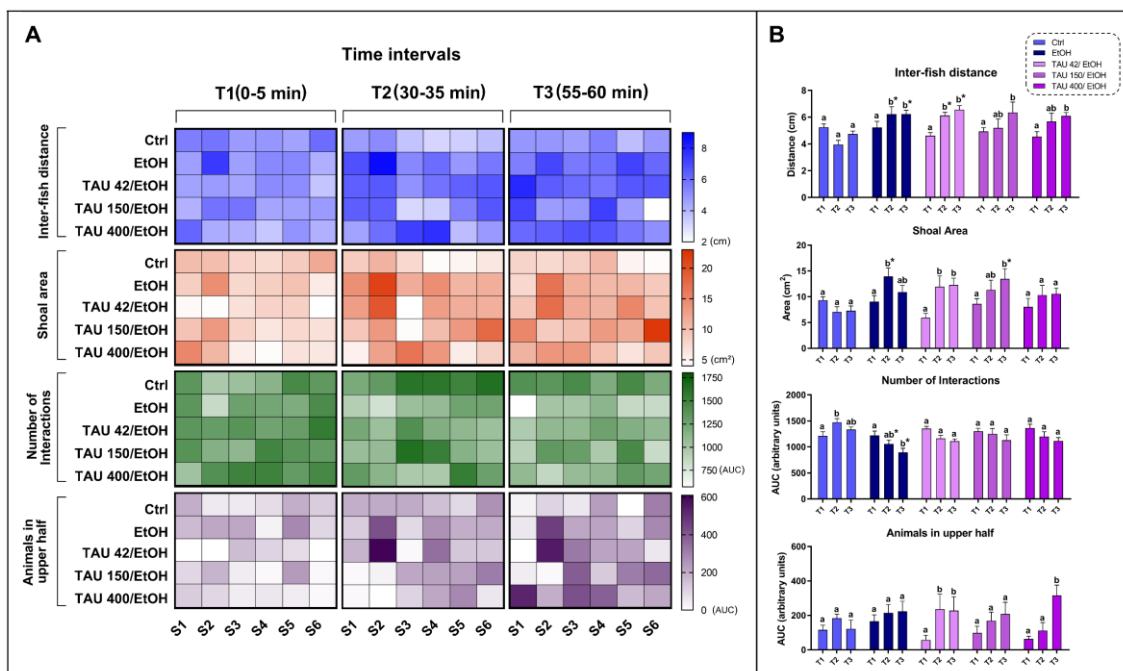 A
Time intervals
T1(0-5 min)
T2(30-35 min)
T3(55-60 min)
Inter-fish distance
Ctrl
EtOH
TAU 42/EtOH
TAU 150/EtOH
TAU 400/EtOH
8
6
4
2 (cm)
Shoal area
Ctrl
EtOH
TAU 42/EtOH
TAU 150/EtOH
TAU 400/EtOH
20
15
10
5 (cm²)
Number of
Interactions
Ctrl
EtOH
TAU 42/EtOH
TAU 150/EtOH
TAU 400/EtOH
1750
1500
1250
1000
750 (AUC)
Animals in
upper half
Ctrl
EtOH
TAU 42/EtOH
TAU 150/EtOH
TAU 400/EtOH
600
400
200
0 (AUC)
S1 S2 S3 S4 S5 S6
S1 S2 S3 S4 S5 S6
S1 S2 S3 S4 S5 S6
B
Ctrl
EtOH
TAU 42/ EtOH
TAU 150/ EtOH
TAU 400/ EtOH
Inter-fish distance
Distance (cm)
8
6
4
2
0
a a a a b* b* a b* b* a ab b a ab b
T1 T2 T3 T1 T2 T3 T1 T2 T3 T1 T2 T3 T1 T2 T3
Shoal Area
Area (cm²)
20
15
10
5
0
a a a a b* ab a b b a ab b* a a a
T1 T2 T3 T1 T2 T3 T1 T2 T3 T1 T2 T3 T1 T2 T3
Number of Interactions
AUC (arbitrary units)
2000
1500
1000
500
0
a b ab a ab* b* a a a a a a a a a
T1 T2 T3 T1 T2 T3 T1 T2 T3 T1 T2 T3 T1 T2 T3
Animals in upper half
AUC (arbitrary units)
600
400
200
0
a a a a a a a b b a a a a a b
T1 T2 T3 T1 T2 T3 T1 T2 T3 T1 T2 T3 T1 T2 T3